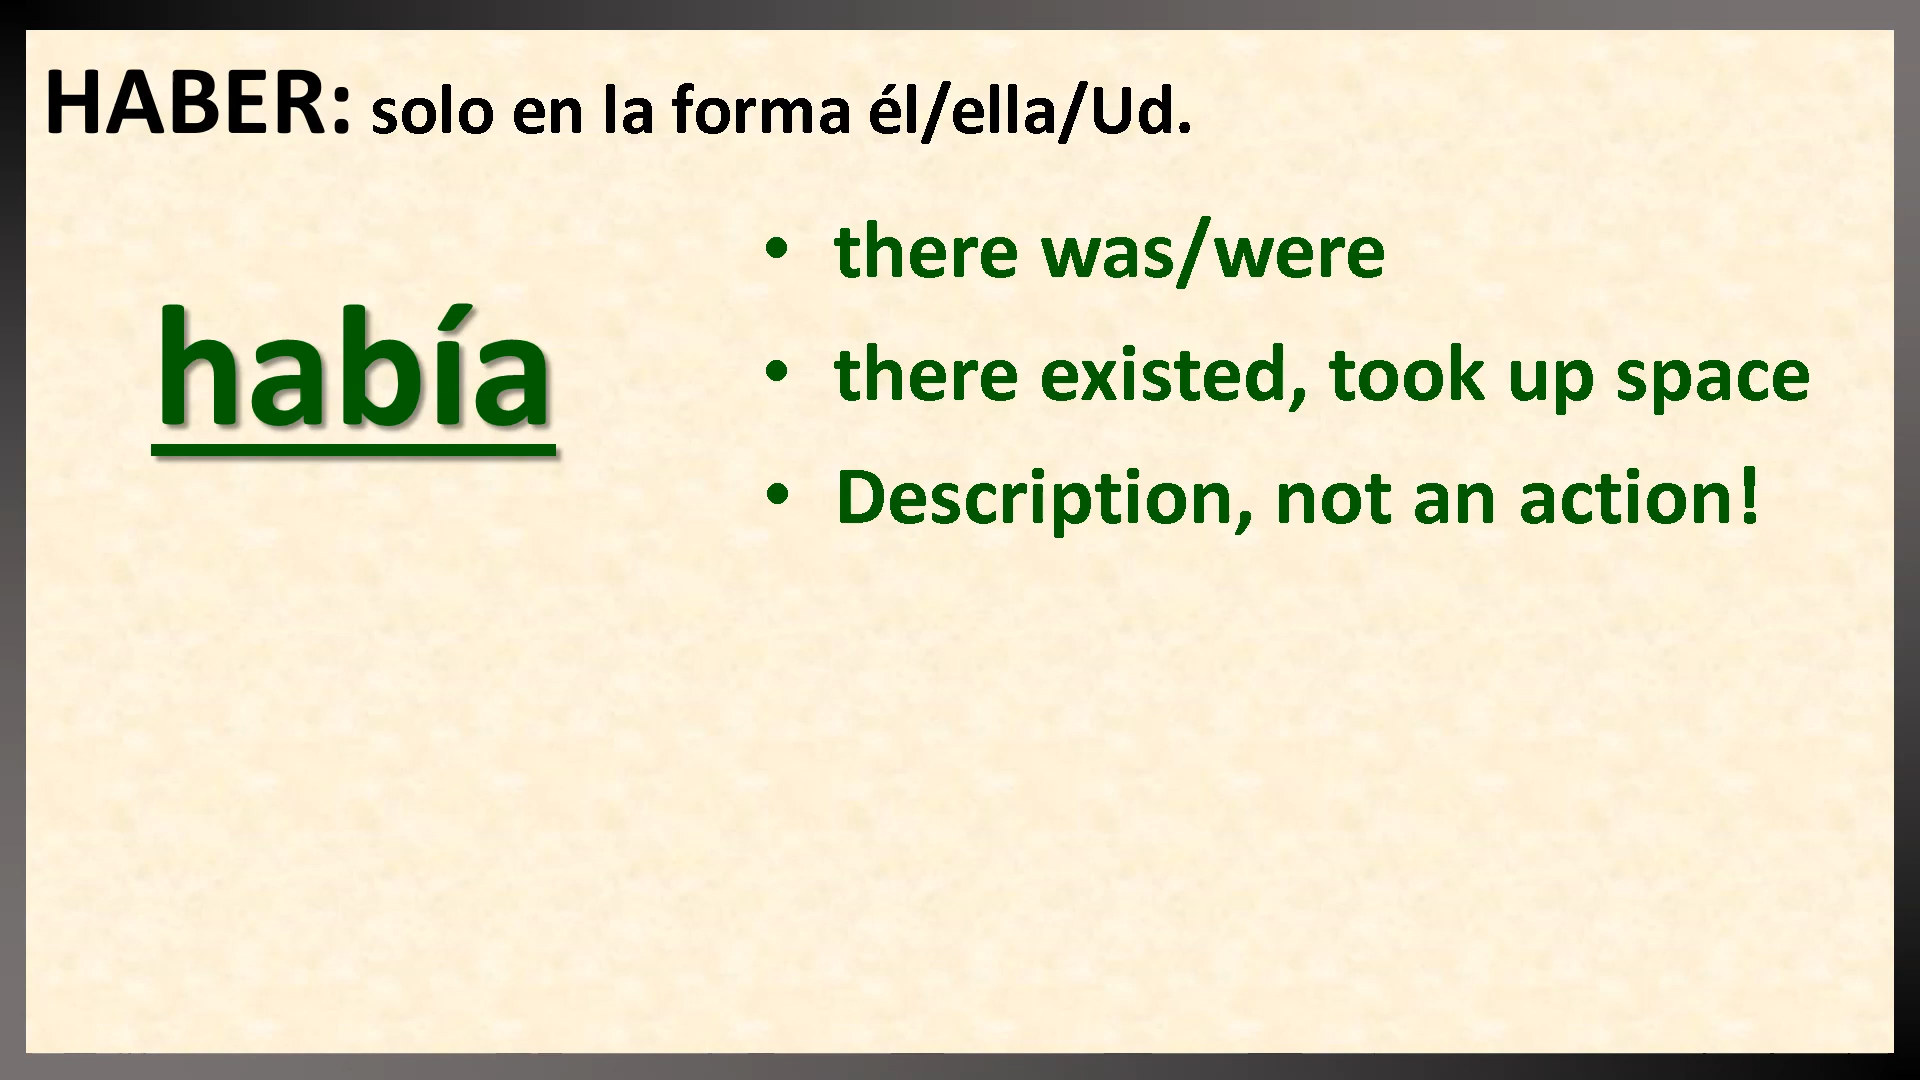 HABER: solo en la forma él/ella/Ud.
había
• there was/were
• there existed, took up space
• Description, not an action!